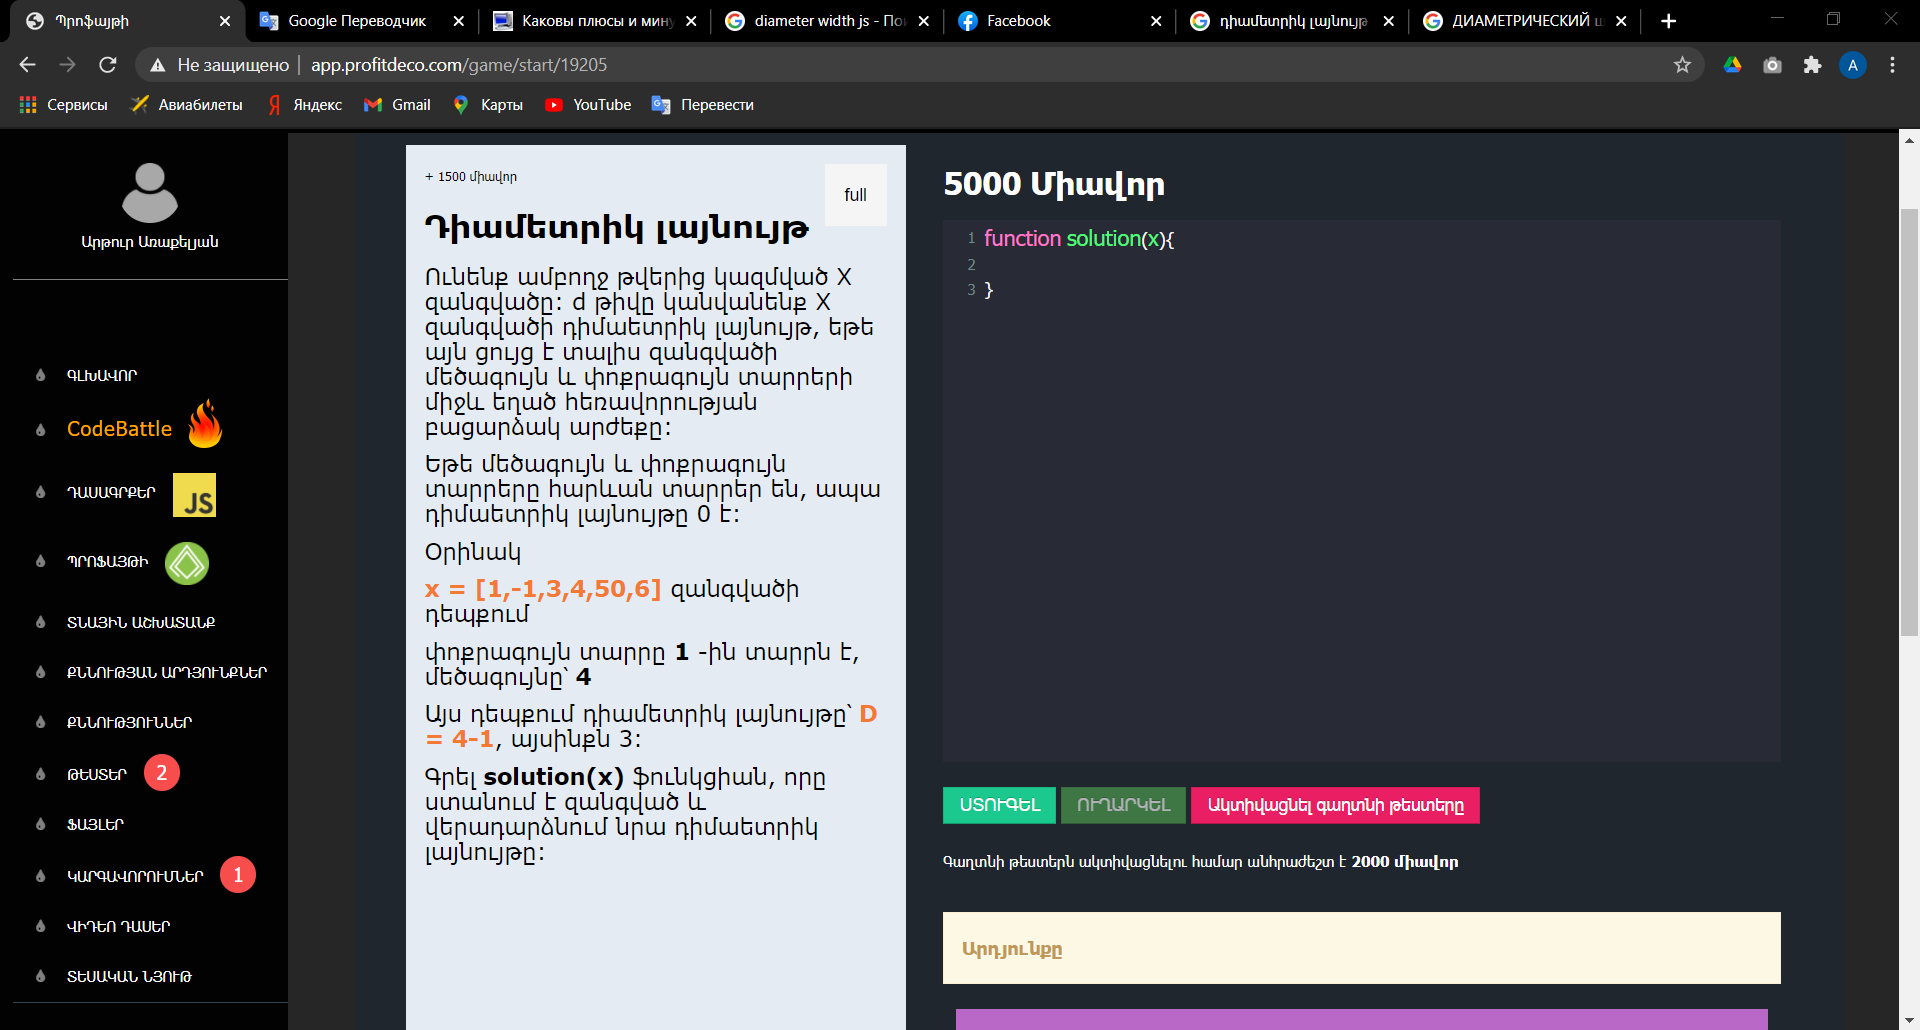 Պրոֆայլի
Google Переводчик
Каковы плюсы и мину
diameter width js - По
Facebook
դիամետրիկ լայնույթ
ДИАМЕТРИЧЕСКИЙ
Не защищено
app.profitdeco.com/game/start/19205
A
Сервисы
Авиабилеты
Яндекс
Gmail
Карты
YouTube
Перевести
Արթուր Առաքելյան
ԳԼԽԱՎՈՐ
CodeBattle
ԴԱՍԱԳՐՔԵՐ
JS
ՊՐՈՖԱՅԹԻ
ՏՆԱՅԻՆ ԱՇԽԱՏԱՆՔ
ՔՆՆՈՒԹՅԱՆ ԱՐԴՅՈՒՆՔՆԵՐ
ՔՆՆՈՒԹՅՈՒՆՆԵՐ
ԹԵՍՏԵՐ 2
ՖԱՅԼԵՐ
ԿԱՐԳԱՎՈՐՈՒՄՆԵՐ 1
ՎԻԴԵՈ ԴԱՍԵՐ
ՏԵՍԱԿԱՆ ՆՅՈՒԹ
+ 1500 միավոր
full
Դիամետրիկ լայնույթ
Ունենք ամբողջ թվերից կազմված X
զանգվածը: d թիվը կանվանենք X
զանգվածի դիմաետրիկ լայնույթ, եթե
այն ցույց է տալիս զանգվածի
մեծագույն և փոքրագույն տարրերի
միջև եղած հեռավորության
բացարձակ արժեքը:
Եթե մեծագույն և փոքրագույն
տարրերը հարևան տարրեր են, ապա
դիմաետրիկ լայնույթը 0 է:
Օրինակ
x = [1,-1,3,4,50,6] զանգվածի
դեպքում
փոքրագույն տարրը 1 -ին տարրն է,
մեծագույնը՝ 4
Այս դեպքում դիամետրիկ լայնույթը՝ D
= 4-1, այսինքն 3:
Գրել solution(x) ֆունկցիան, որը
ստանում է զանգված և
վերադարձնում նրա դիմաետրիկ
լայնույթը:
5000 Միավոր
1 function solution(x){
2
3 }
ՍՏՈՒԳԵԼ
ՈՒՂԱՐԿԵԼ
Ակտիվացնել գաղտնի թեստերը
Գաղտնի թեստերն ակտիվացնելու համար անհրաժեշտ է 2000 միավոր
Արդյունքը